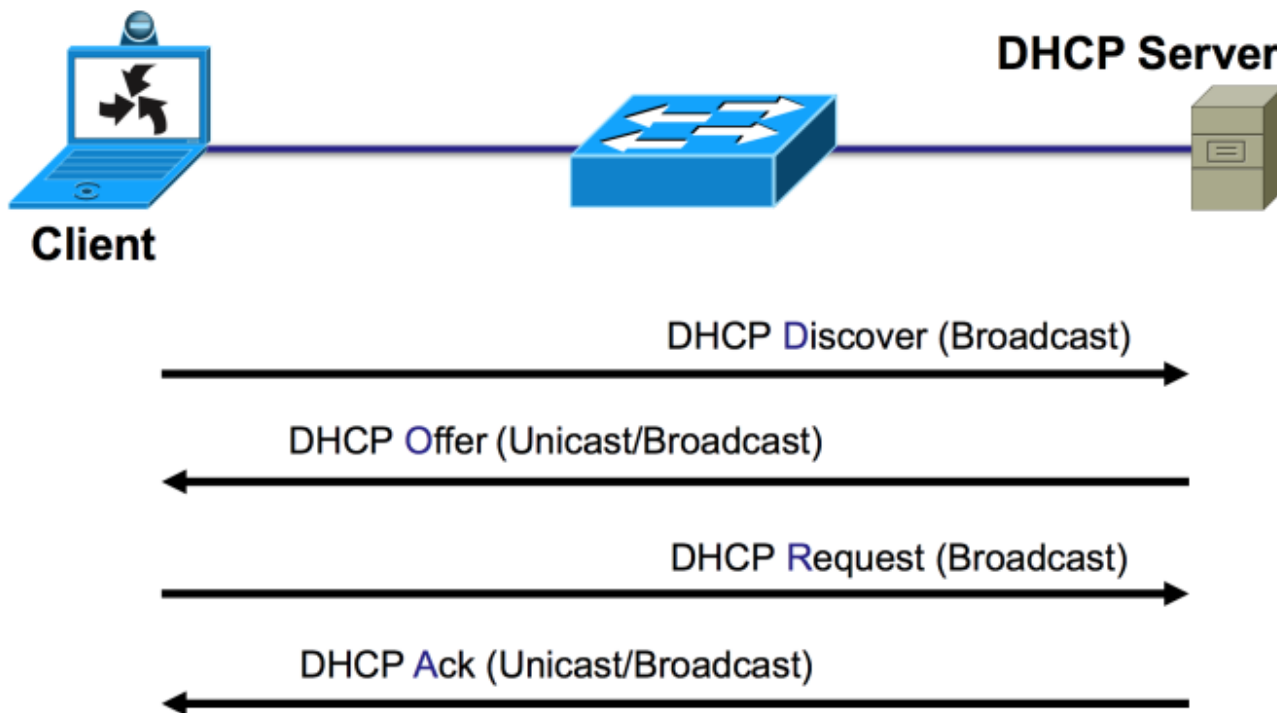 DHCP Server
Client
DHCP Discover (Broadcast)
DHCP Offer (Unicast/Broadcast)
DHCP Request (Broadcast)
DHCP Ack (Unicast/Broadcast)